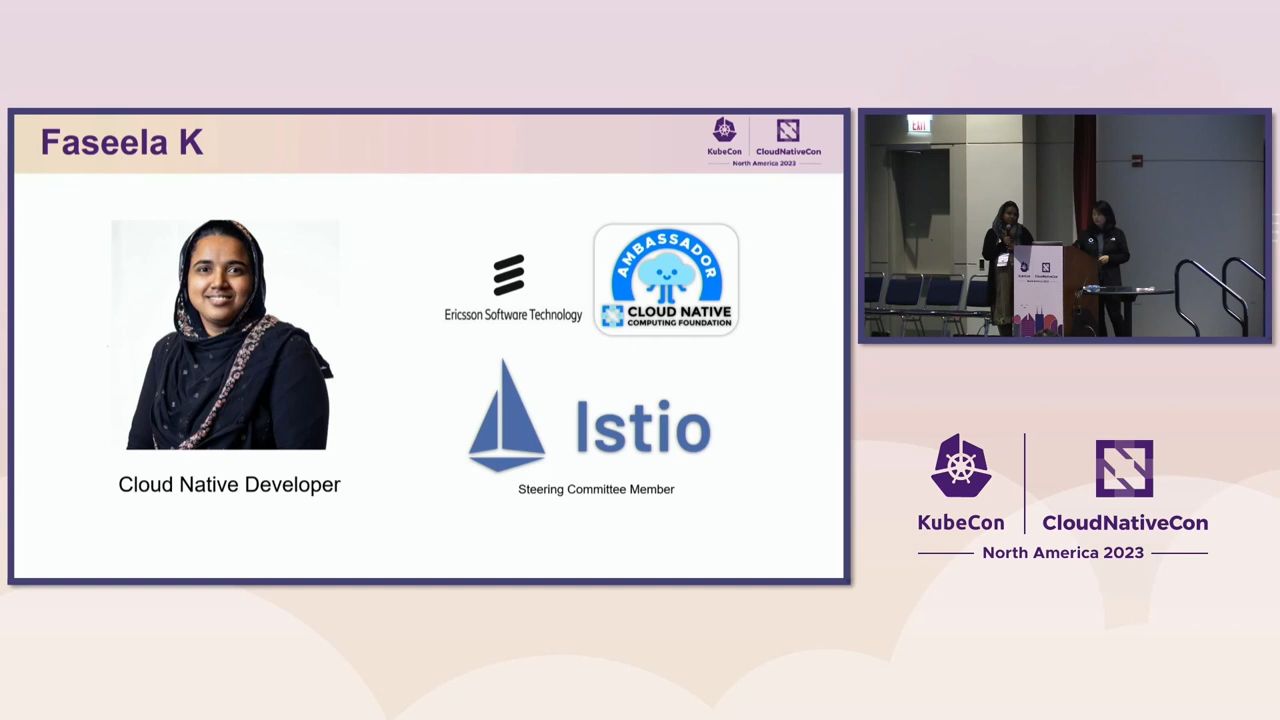 Faseela K
KubeCon
CloudNativeCon
North America 2023
Ericsson Software Technology
AMBASSADOR
CLOUD NATIVE
COMPUTING FOUNDATION
Istio
Cloud Native Developer
Steering Committee Member
EXIT
KubeCon
CloudNativeCon
North America 2023